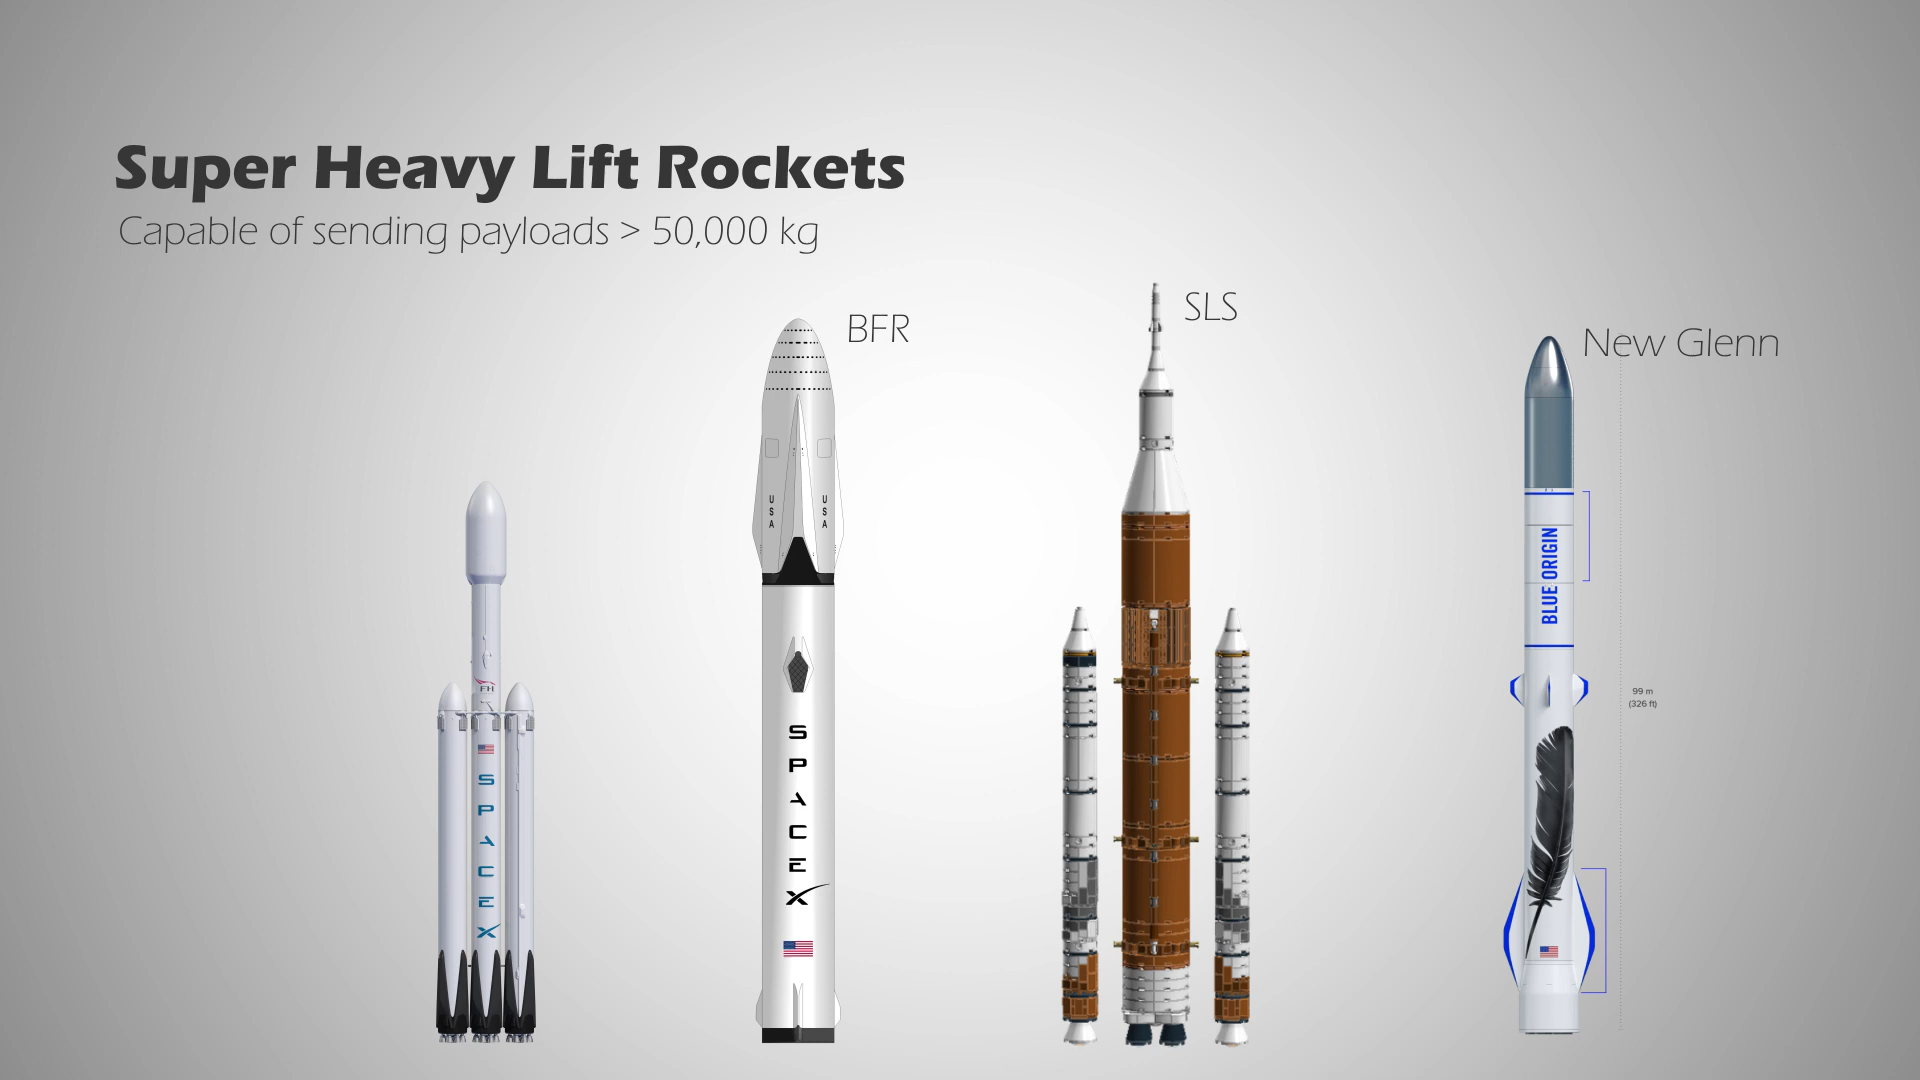 Super Heavy Lift Rockets
Capable of sending payloads > 50,000 kg
BFR
SLS
New Glenn
FH
SPACEX
USA
USA
SPACEX
BLUE ORIGIN
99 m
(326 ft)